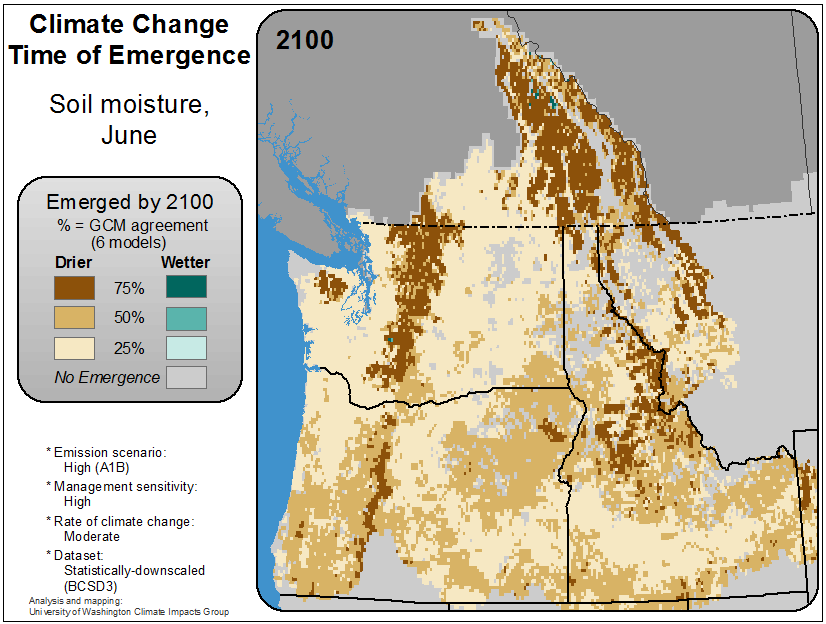 Climate Change
Time of Emergence
Soil moisture,
June
Emerged by 2100
% = GCM agreement
(6 models)
Drier Wetter
75%
50%
25%
No Emergence
* Emission scenario:
High (A1B)
* Management sensitivity:
High
* Rate of climate change:
Moderate
* Dataset:
Statistically-downscaled
(BCSD3)
Analysis and mapping:
University of Washington Climate Impacts Group
2100